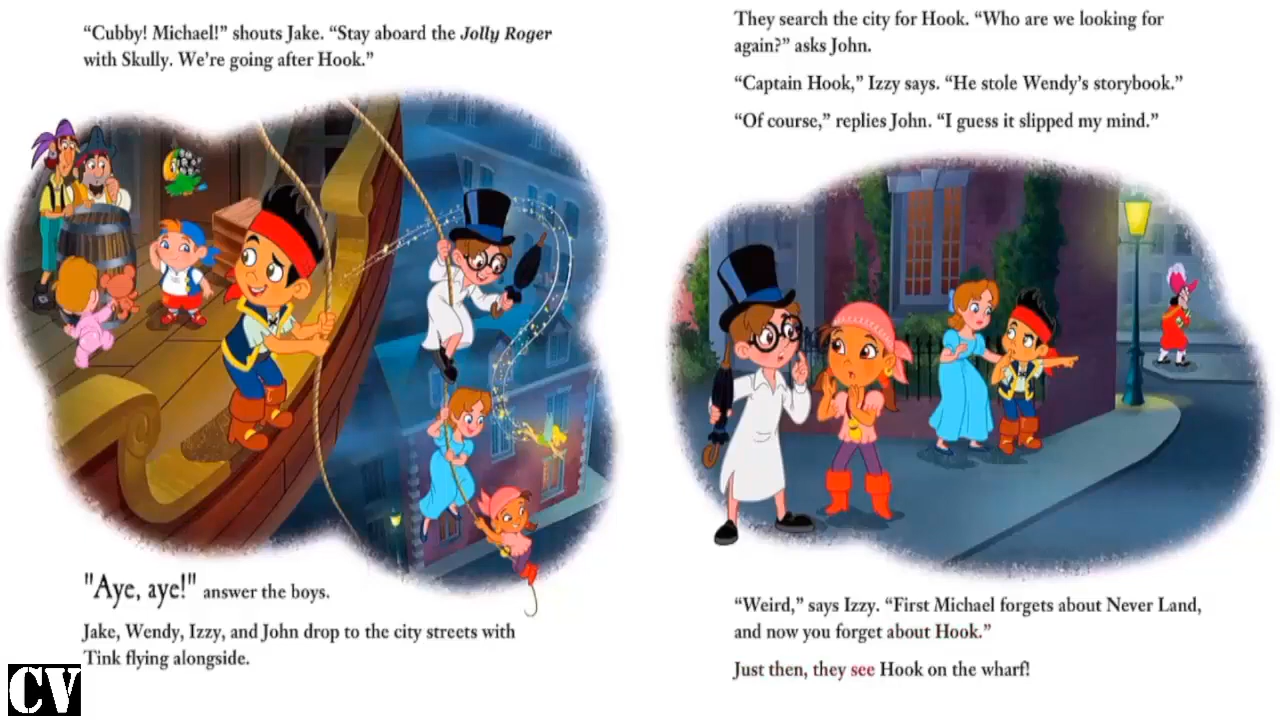 “Cubby! Michael!” shouts Jake. “Stay aboard the Jolly Roger
with Skully. We’re going after Hook.”
"Aye, aye!" answer the boys.
Jake, Wendy, Izzy, and John drop to the city streets with
Tink flying alongside.
CV
They search the city for Hook. “Who are we looking for
again?” asks John.
“Captain Hook,” Izzy says. “He stole Wendy’s storybook.”
“Of course,” replies John. “I guess it slipped my mind.”
“Weird,” says Izzy. “First Michael forgets about Never Land,
and now you forget about Hook.”
Just then, they see Hook on the wharf!